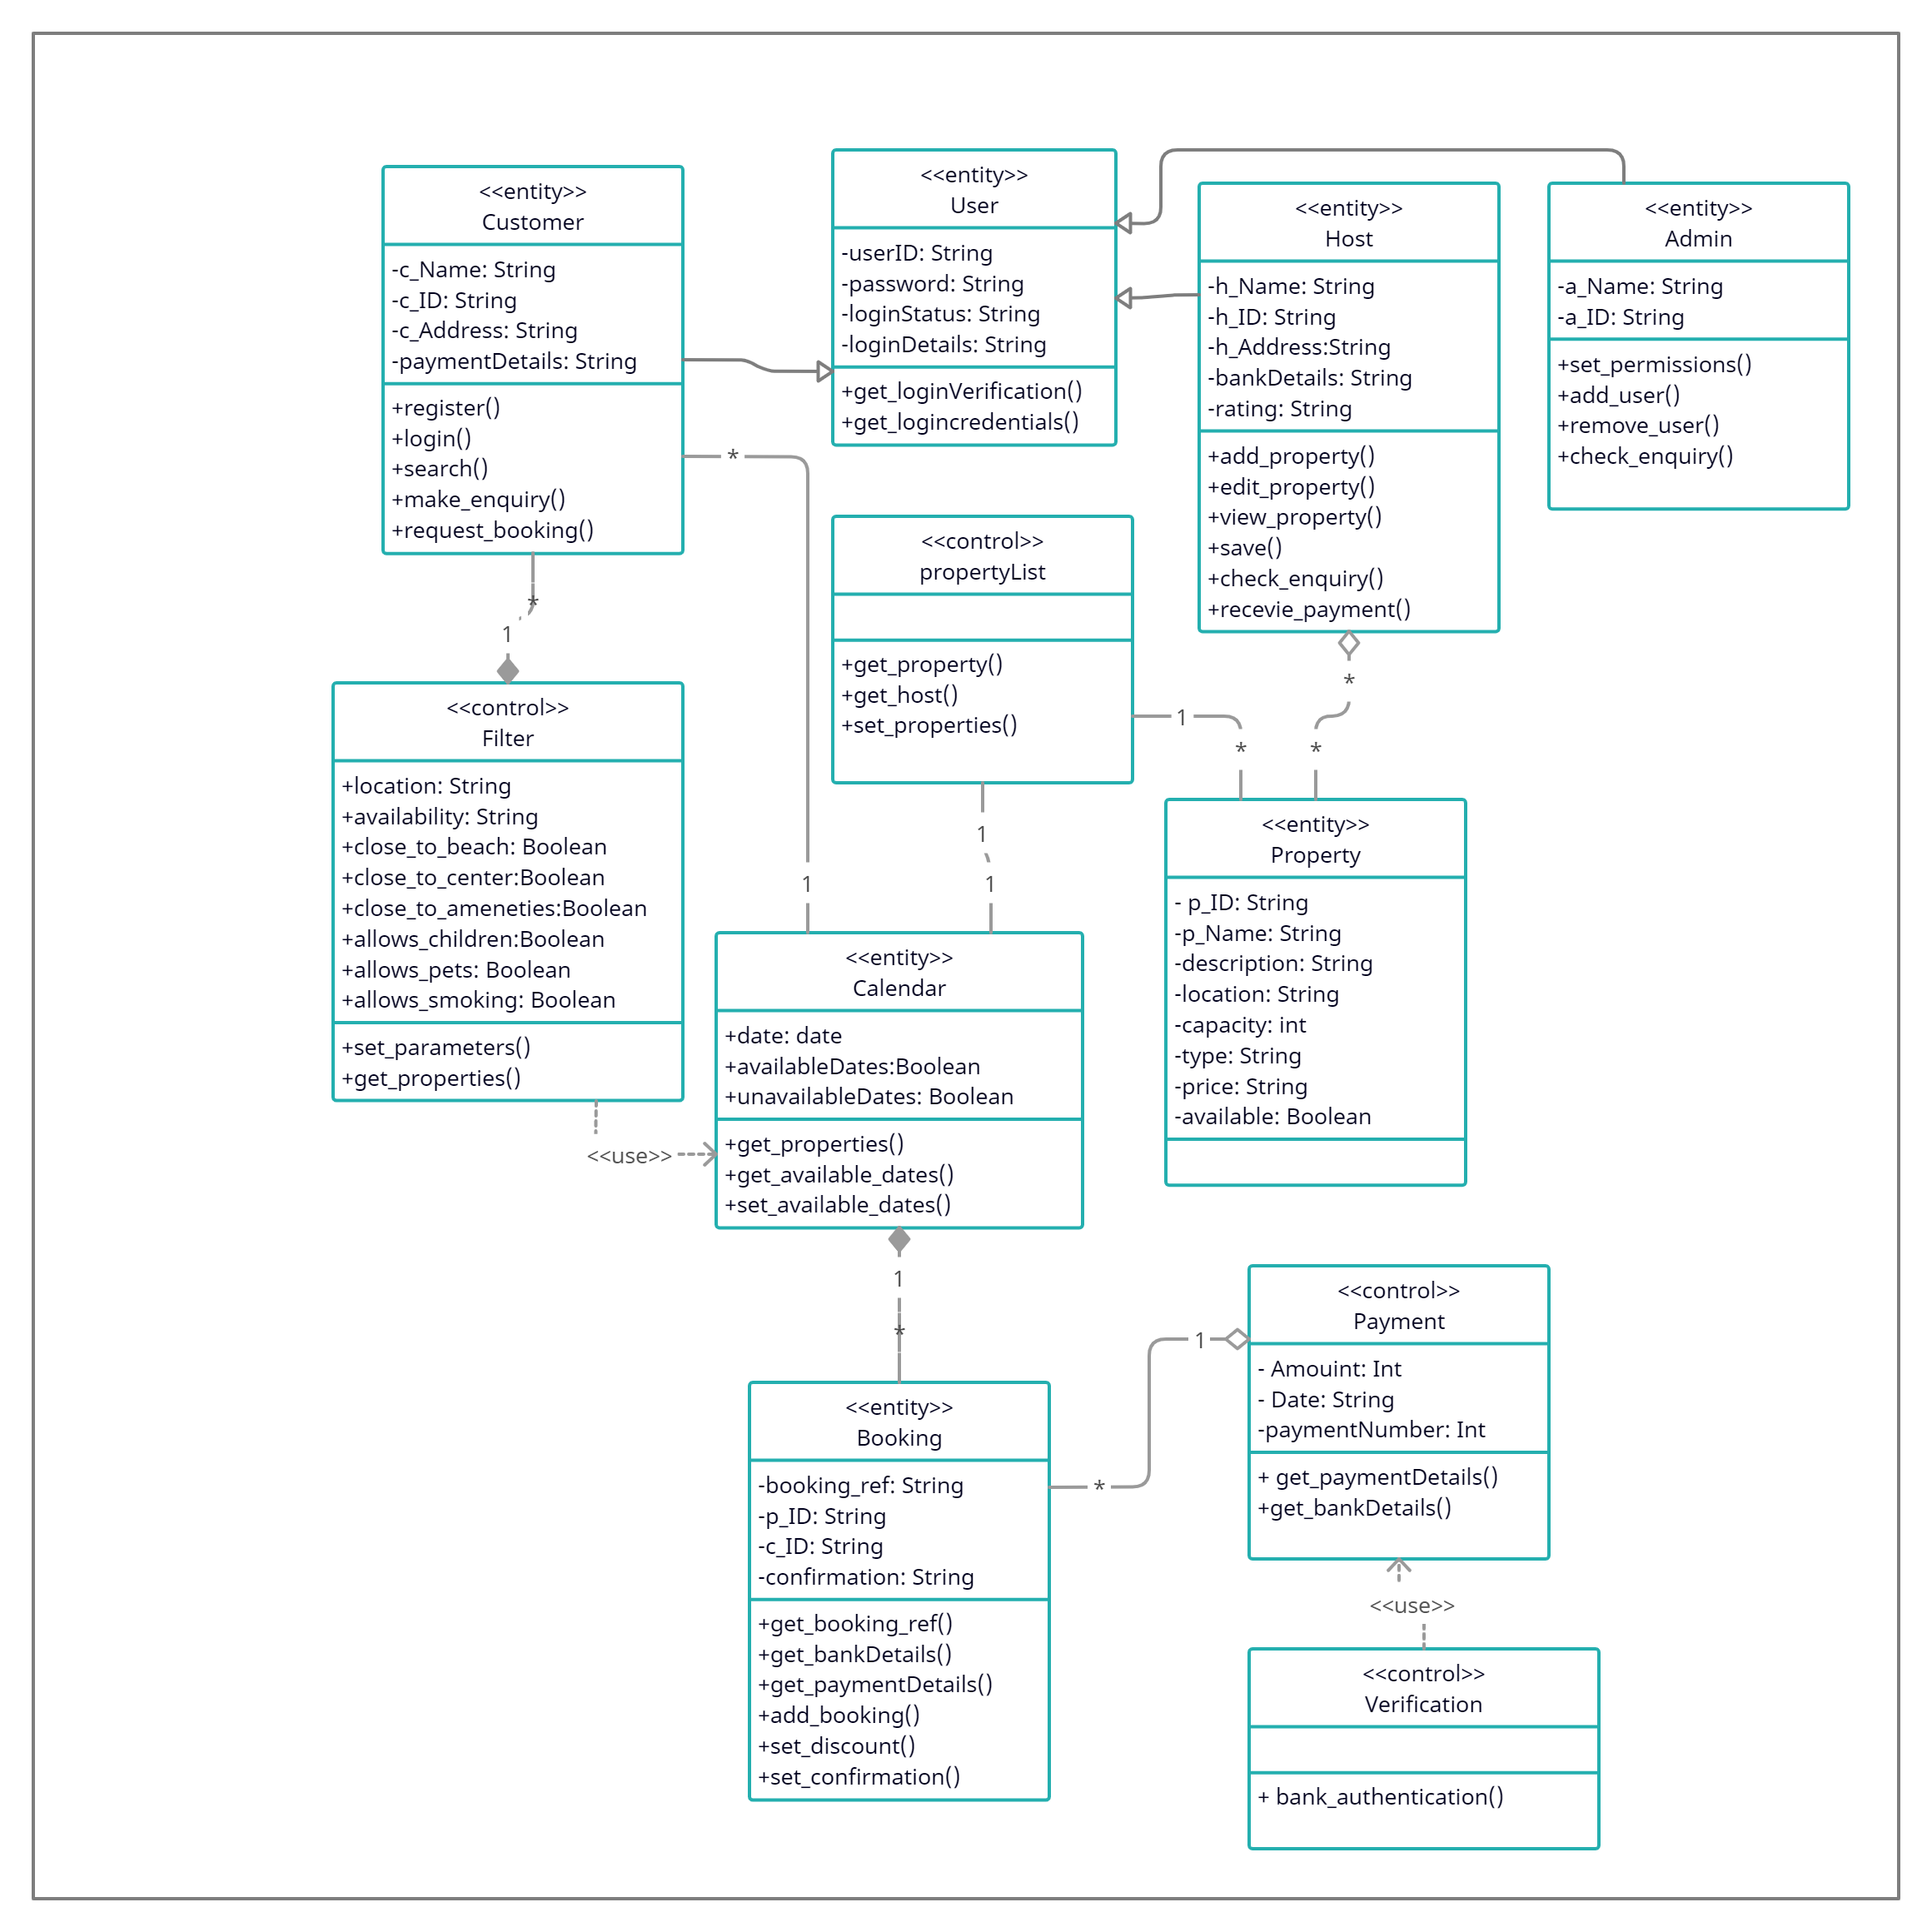 <<entity>>
Customer
-c_Name: String
-c_ID: String
-c_Address: String
-paymentDetails: String
+register()
+login()
+search()
+make_enquiry()
+request_booking()
<<entity>>
User
-userID: String
-password: String
-loginStatus: String
-loginDetails: String
+get_loginVerification()
+get_logincredentials()
<<entity>>
Host
-h_Name: String
-h_ID: String
-h_Address:String
-bankDetails: String
-rating: String
+add_property()
+edit_property()
+view_property()
+save()
+check_enquiry()
+recevie_payment()
<<entity>>
Admin
-a_Name: String
-a_ID: String
+set_permissions()
+add_user()
+remove_user()
+check_enquiry()
*
*
1
<<control>>
propertyList
+get_property()
+get_host()
+set_properties()
*
1
*
*
<<control>>
Filter
+location: String
+availability: String
+close_to_beach: Boolean
+close_to_center:Boolean
+close_to_ameneties:Boolean
+allows_children:Boolean
+allows_pets: Boolean
+allows_smoking: Boolean
+set_parameters()
+get_properties()
1
1
1
<<entity>>
Property
- p_ID: String
-p_Name: String
-description: String
-location: String
-capacity: int
-type: String
-price: String
-available: Boolean
<<entity>>
Calendar
+date: date
+availableDates:Boolean
+unavailableDates: Boolean
+get_properties()
+get_available_dates()
+set_available_dates()
<<use>>
1
*
<<entity>>
Booking
-booking_ref: String
-p_ID: String
-c_ID: String
-confirmation: String
+get_booking_ref()
+get_bankDetails()
+get_paymentDetails()
+add_booking()
+set_discount()
+set_confirmation()
*
1
<<control>>
Payment
- Amouint: Int
- Date: String
-paymentNumber: Int
+ get_paymentDetails()
+get_bankDetails()
<<use>>
<<control>>
Verification
+ bank_authentication()